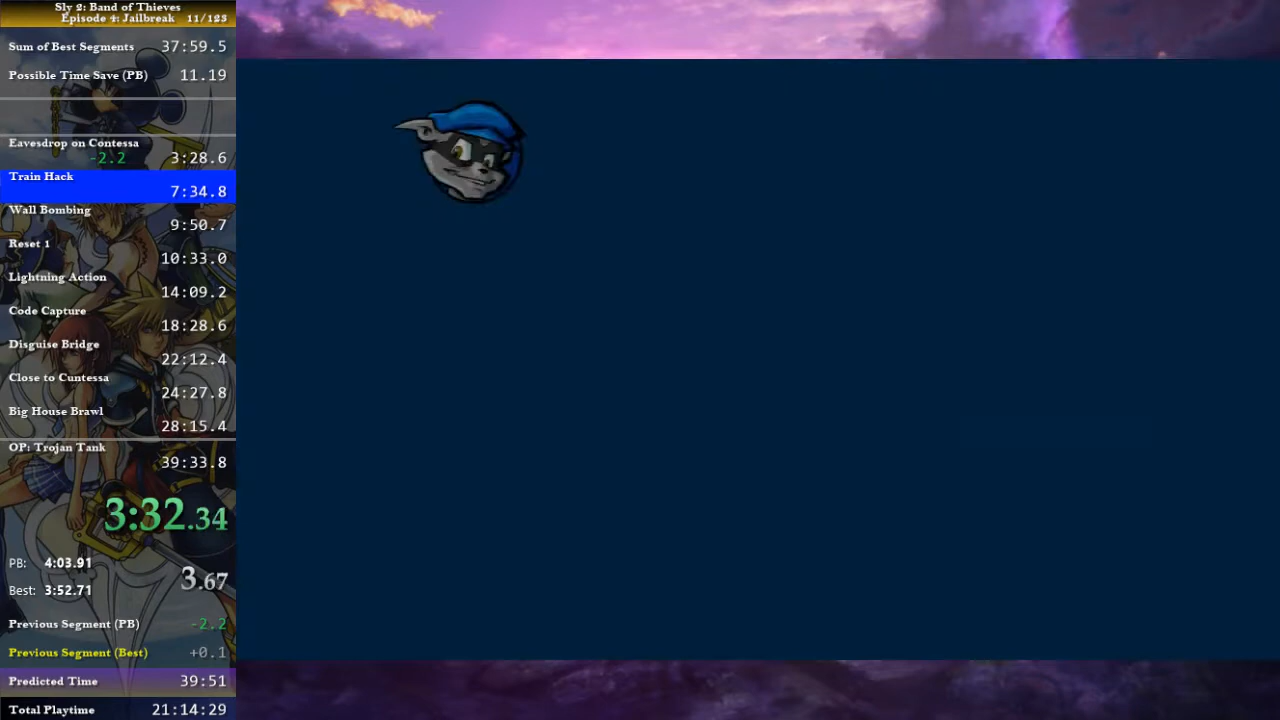 Sly 2: Band of Thieves
Episode 4: Jailbreak 11/123
Sum of Best Segments 37:59.5
Possible Time Save (PB) 11.19
Eavesdrop on Contessa
-2.2 3:28.6
Train Hack
7:34.8
Wall Bombing
9:50.7
Reset 1
10:33.0
Lightning Action
14:09.2
Code Capture
18:28.6
Disguise Bridge
22:12.4
Close to Cuntessa
24:27.8
Big House Brawl
28:15.4
OP: Trojan Tank
39:33.8
3:32.34
PB: 4:03.91
3.67
Best: 3:52.71
Previous Segment (PB) -2.2
Previous Segment (Best) +0.1
Predicted Time 39:51
Total Playtime 21:14:29